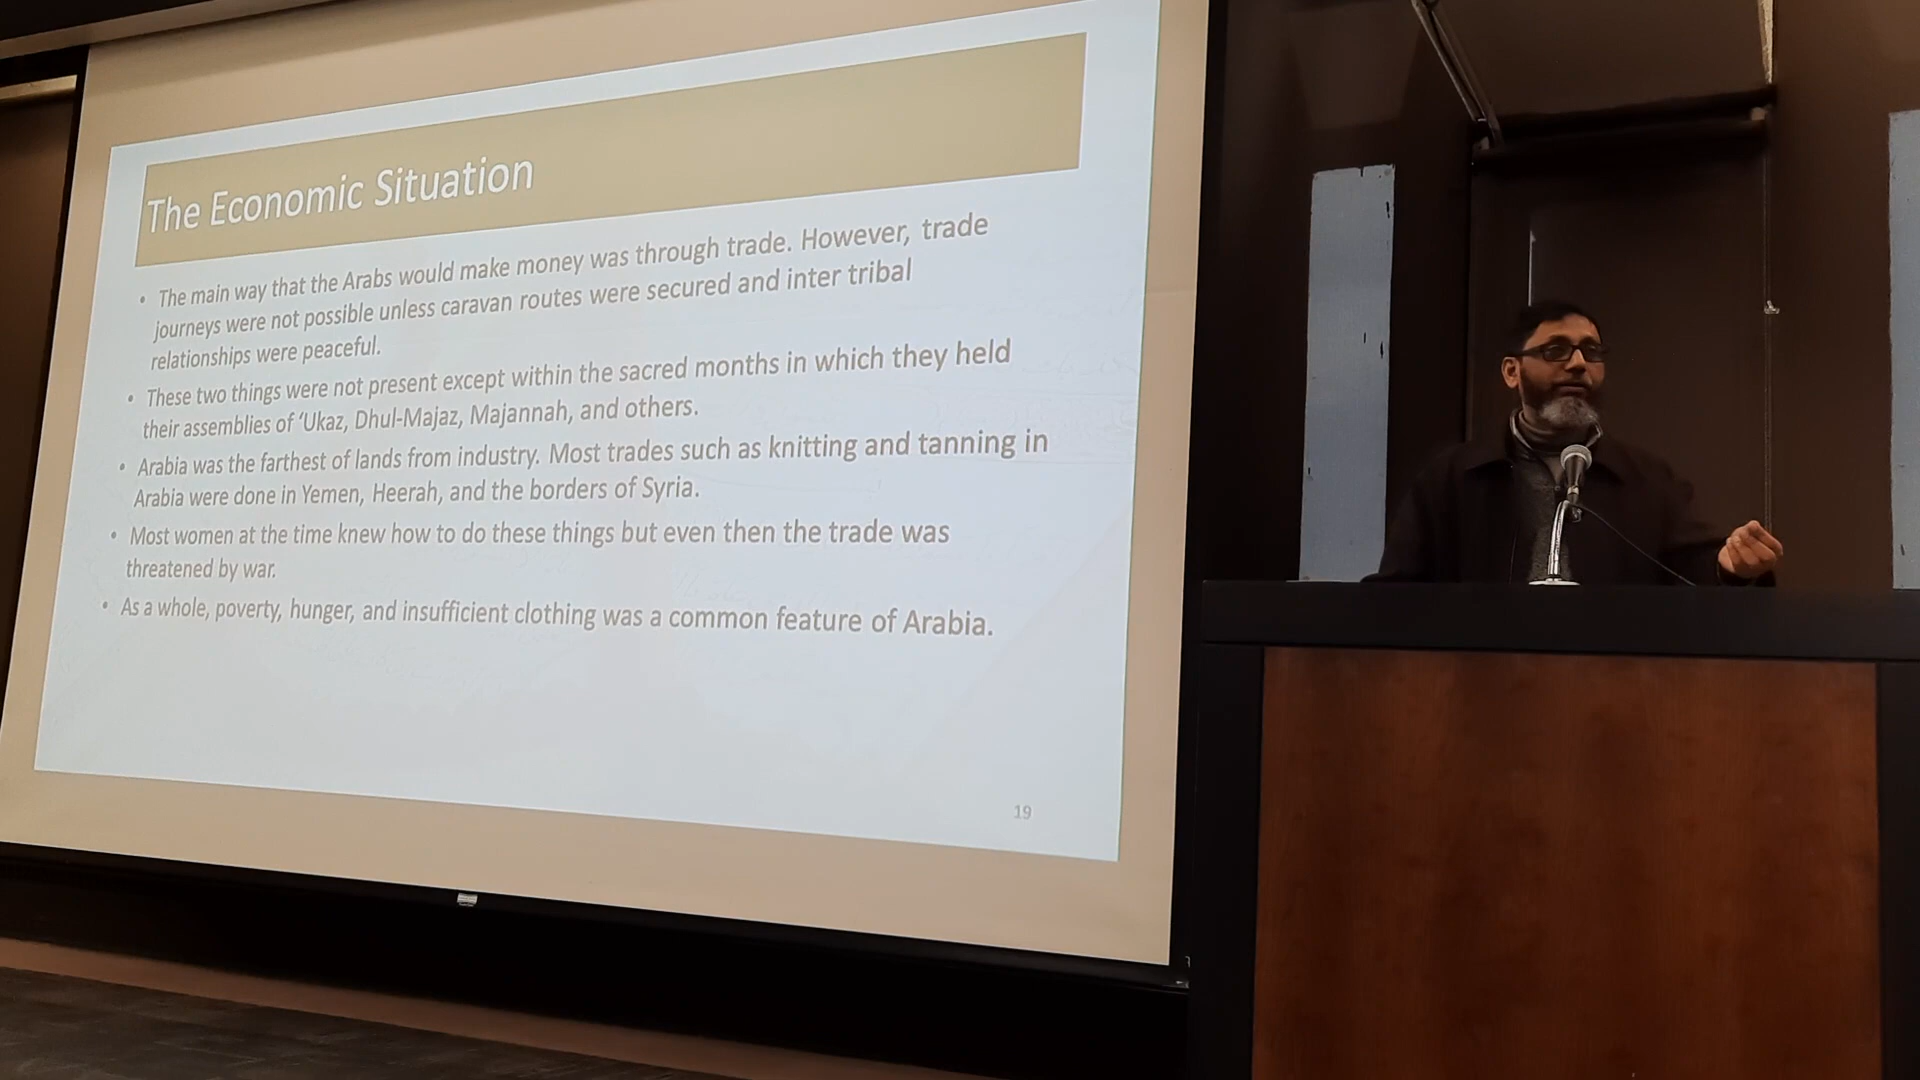 The Economic Situation
• The main way that the Arabs would make money was through trade. However, trade
journeys were not possible unless caravan routes were secured and inter tribal
relationships were peaceful.
• These two things were not present except within the sacred months in which they held
their assemblies of ‘Ukaz, Dhul-Majaz, Majannah, and others.
• Arabia was the farthest of lands from industry. Most trades such as knitting and tanning in
Arabia were done in Yemen, Heerah, and the borders of Syria.
• Most women at the time knew how to do these things but even then the trade was
threatened by war.
• As a whole, poverty, hunger, and insufficient clothing was a common feature of Arabia.
19